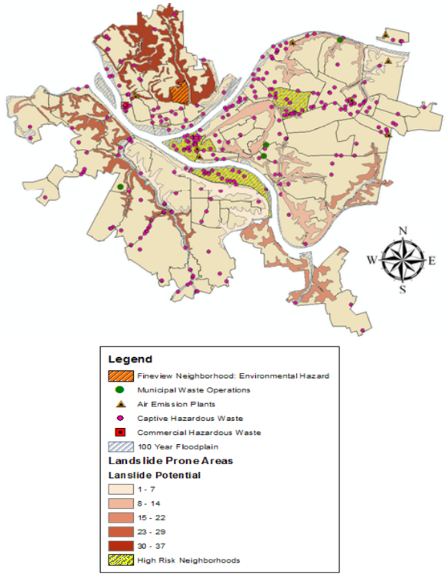 N
W E
S
Legend
Fineview Neighborhood: Environmental Hazard
Municipal Waste Operations
Air Emission Plants
Captive Hazardous Waste
Commercial Hazardous Waste
100 Year Floodplain
Landslide Prone Areas
Lanslide Potential
1 - 7
8 - 14
15 - 22
23 - 29
30 - 37
High Risk Neighborhoods